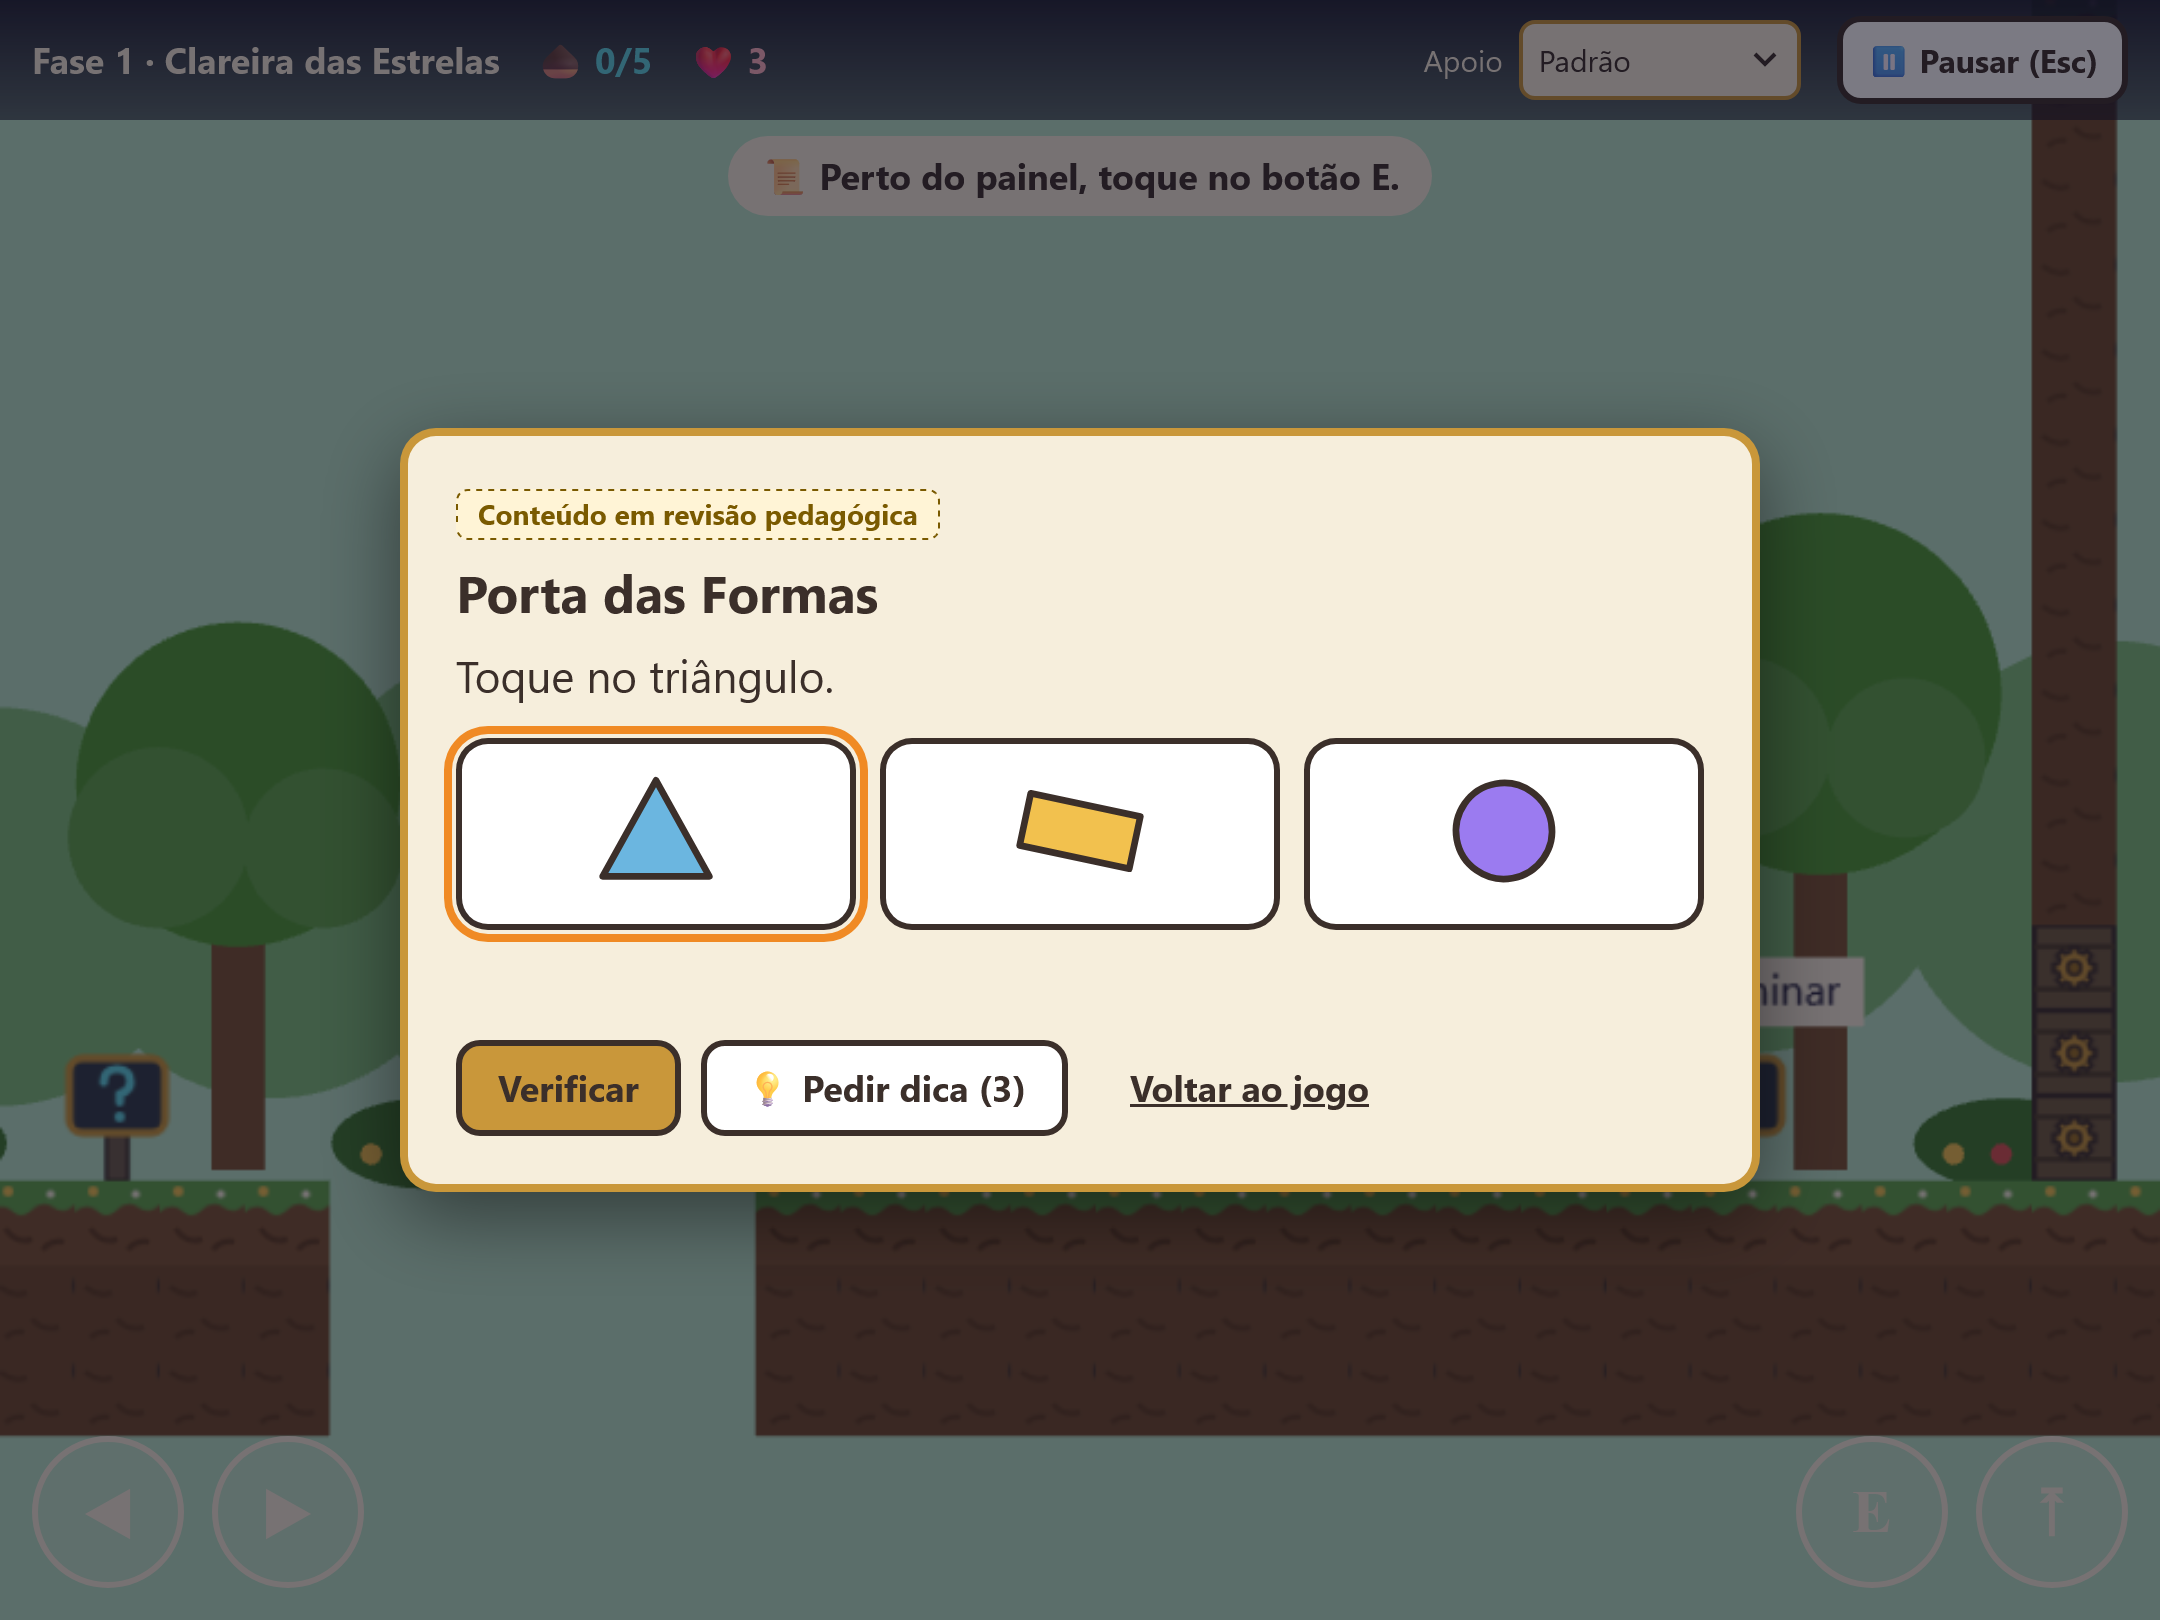 Fase 1 · Clareira das Estrelas 0/5 3 Apoio Padrão Pausar (Esc)
Perto do painel, toque no botão E.
Conteúdo em revisão pedagógica
Porta das Formas
Toque no triângulo.
?
Verificar Pedir dica (3) Voltar ao jogo
E